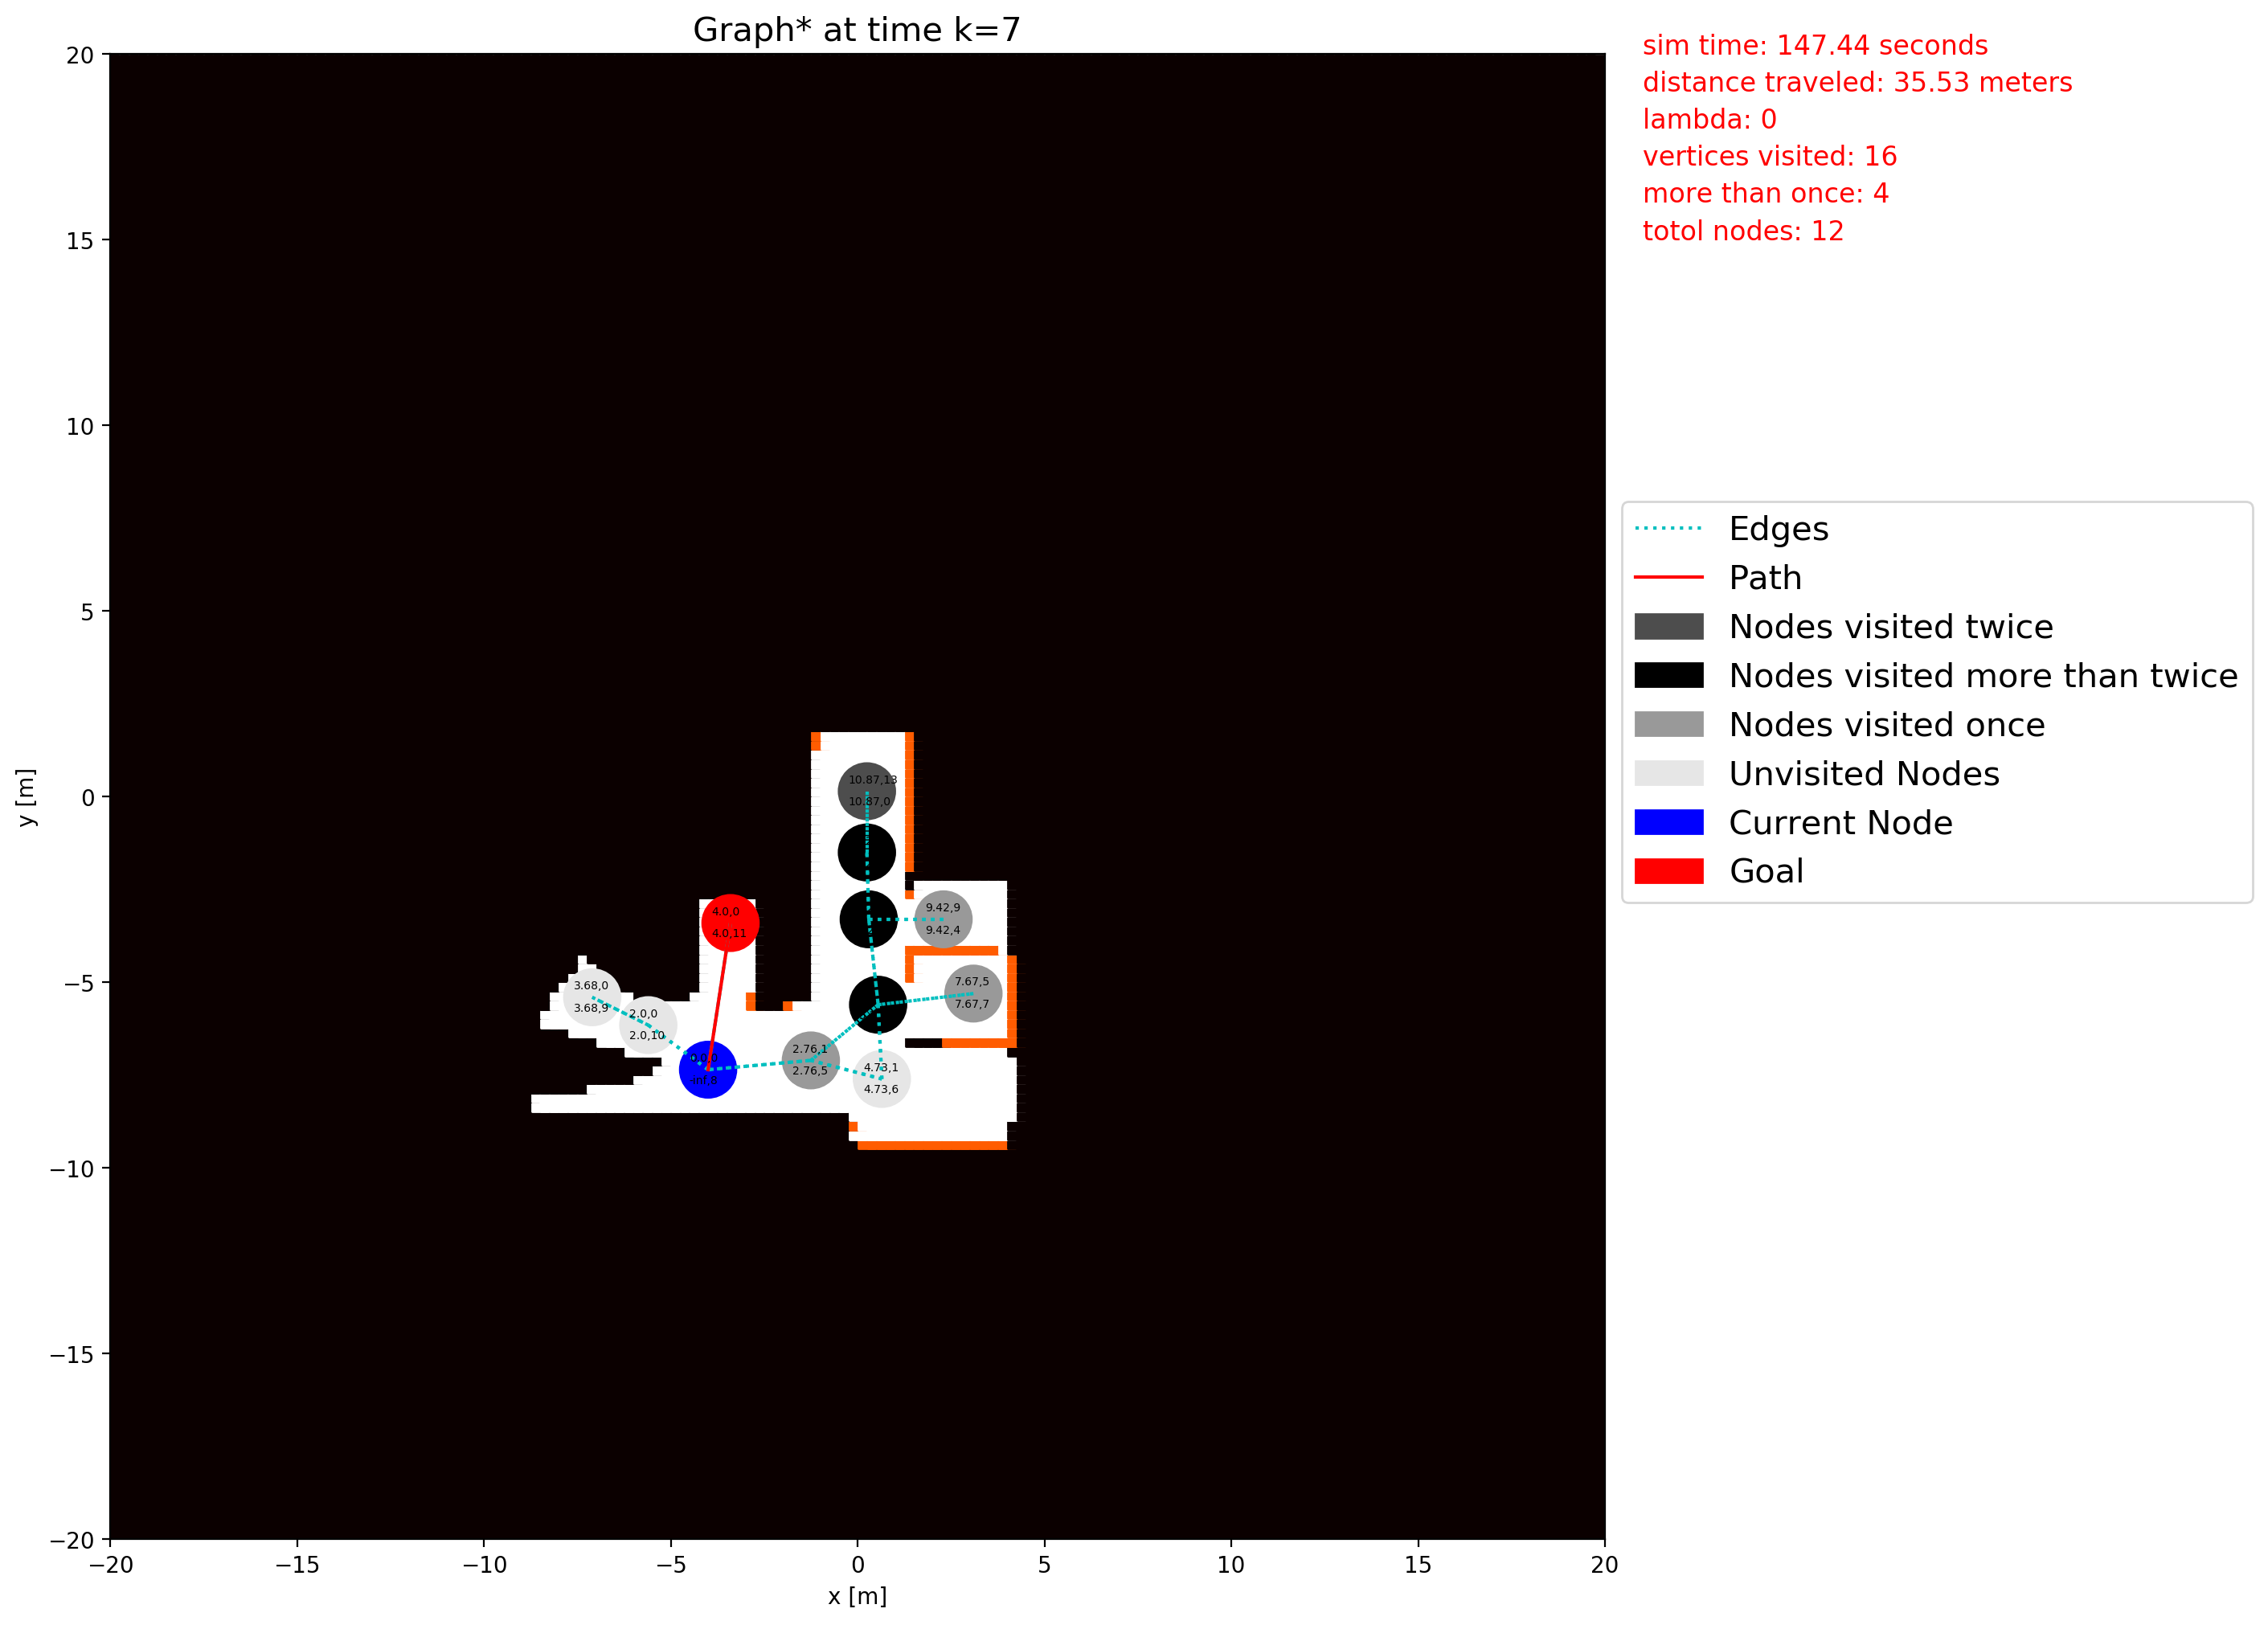 Graph* at time k=7
sim time: 147.44 seconds
distance traveled: 35.53 meters
lambda: 0
vertices visited: 16
more than once: 4
totol nodes: 12
Edges
Path
Nodes visited twice
Nodes visited more than twice
Nodes visited once
Unvisited Nodes
Current Node
Goal
y [m]
20
15
10
5
0
−5
−10
−15
−20
10.87,13
10.87,0
9.42,9
9.42,4
4.0,0
4.0,11
7.67,5
7.67,7
3.68,0
3.68,9
2.0,0
2.0,10
2.76,1
2.76,5
4.73,1
4.73,6
−20
−15
−10
−5
0
5
10
15
20
x [m]